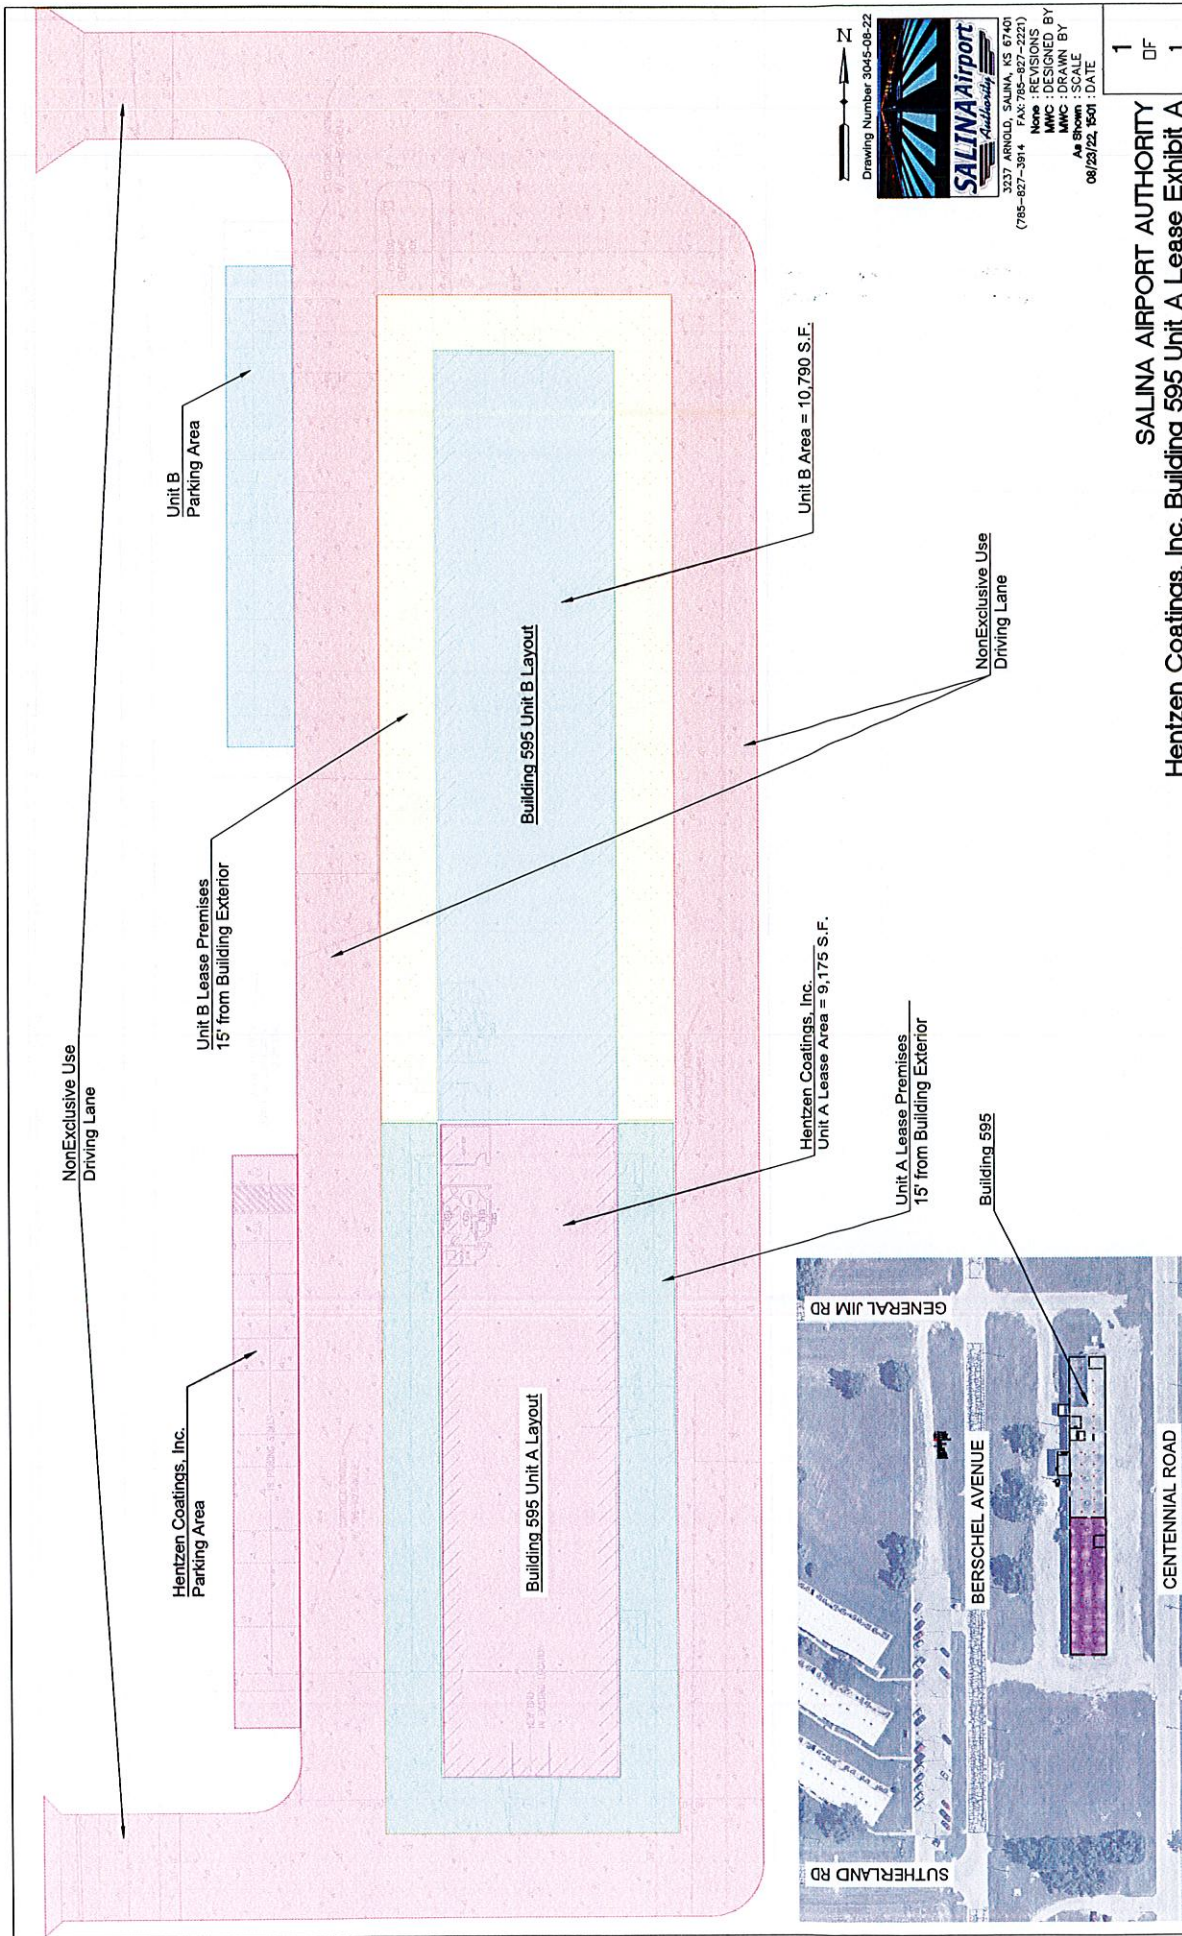 NonExclusive Use
Driving Lane
Hentzen Coatings, Inc.
Parking Area
Unit B Lease Premises
15' from Building Exterior
Unit B
Parking Area
Building 595 Unit A Layout
Building 595 Unit B Layout
Hentzen Coatings, Inc.
Unit A Lease Area = 9,175 S.F.
Unit A Lease Premises
15' from Building Exterior
Building 595
Unit B Area = 10,790 S.F.
NonExclusive Use
Driving Lane
SUTHERLAND RD
GENERAL JIM RD
BERSCHEL AVENUE
CENTENNIAL ROAD
N
Drawing Number 3045-08-22
SALINA Airport
Authority
3237 ARNOLD, SALINA, KS 67401
(785-827-3914 FAX: 785-827-2221)
None : REVISIONS
MWC : DESIGNED BY
MWC : DRAWN BY
As Shown : SCALE
08/23/22, 1501 : DATE
SALINA AIRPORT AUTHORITY
Hentzen Coatings, Inc. Building 595 Unit A Lease Exhibit A
1
OF
1